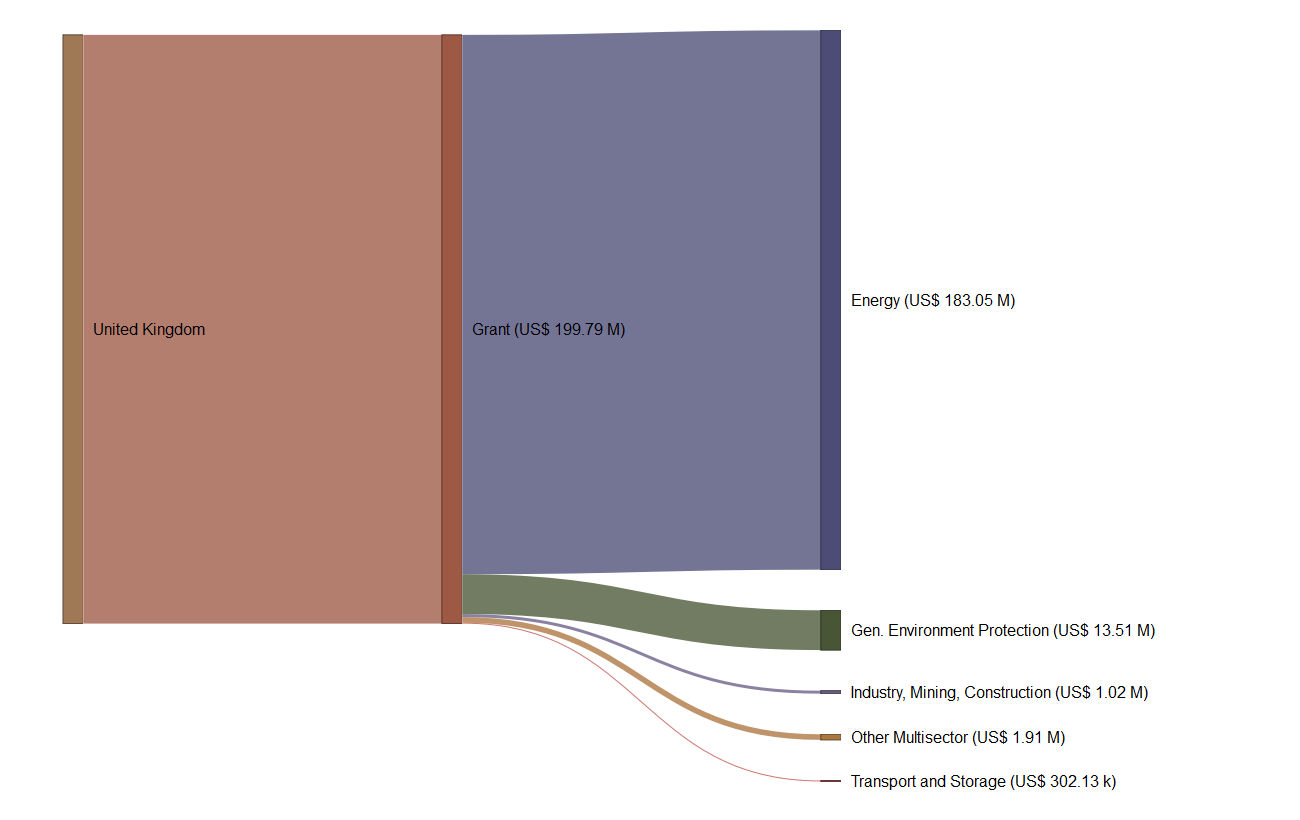 United Kingdom
Grant (US$ 199.79 M)
Energy (US$ 183.05 M)
Gen. Environment Protection (US$ 13.51 M)
Industry, Mining, Construction (US$ 1.02 M)
Other Multisector (US$ 1.91 M)
Transport and Storage (US$ 302.13 k)